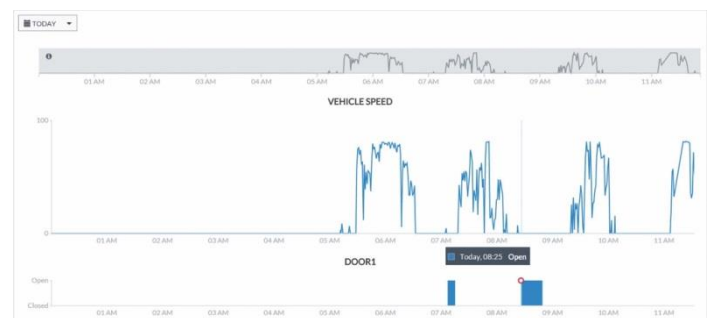 TODAY
01 AM 02 AM 03 AM 04 AM 05 AM 06 AM 07 AM 08 AM 09 AM 10 AM 11 AM
VEHICLE SPEED
100
0
01 AM 02 AM 03 AM 04 AM 05 AM 06 AM 07 AM 08 AM 09 AM 10 AM 11 AM
DOOR1
Today, 08:25 Open
Open
Closed
01 AM 02 AM 03 AM 04 AM 05 AM 06 AM 07 AM 08 AM 09 AM 10 AM 11 AM